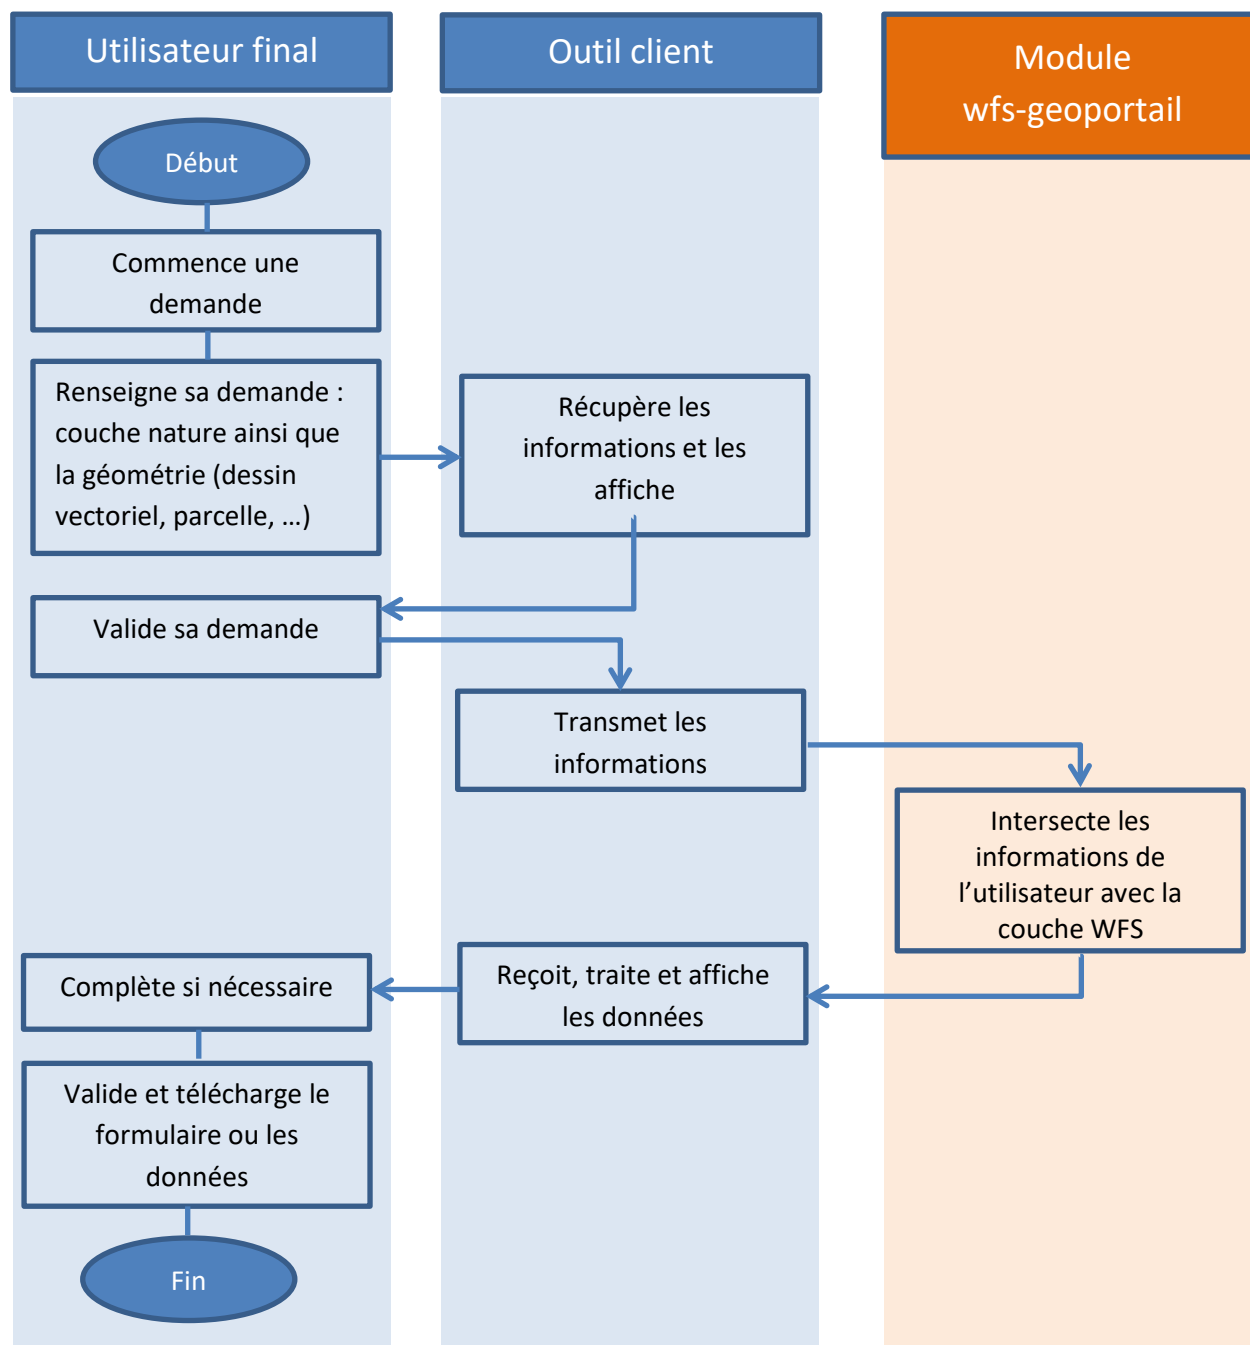 Utilisateur final
Outil client
Module
wfs-geoportail
Début
Commence une
demande
Renseigne sa demande :
couche nature ainsi que
la géométrie (dessin
vectoriel, parcelle, …)
Récupère les
informations et les
affiche
Valide sa demande
Transmet les
informations
Intersecte les
informations de
l’utilisateur avec la
couche WFS
Reçoit, traite et affiche
les données
Complète si nécessaire
Valide et télécharge le
formulaire ou les
données
Fin